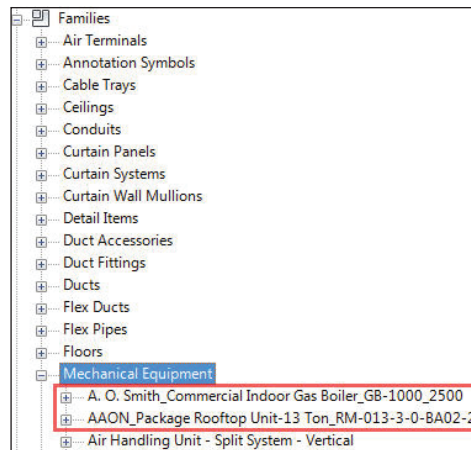 Families
Air Terminals
Annotation Symbols
Cable Trays
Ceilings
Conduits
Curtain Panels
Curtain Systems
Curtain Wall Mullions
Detail Items
Duct Accessories
Duct Fittings
Ducts
Flex Ducts
Flex Pipes
Floors
Mechanical Equipment
A. O. Smith_Commercial Indoor Gas Boiler_GB-1000_2500
AAON_Package Rooftop Unit-13 Ton_RM-013-3-0-BA02-2
Air Handling Unit - Split System - Vertical